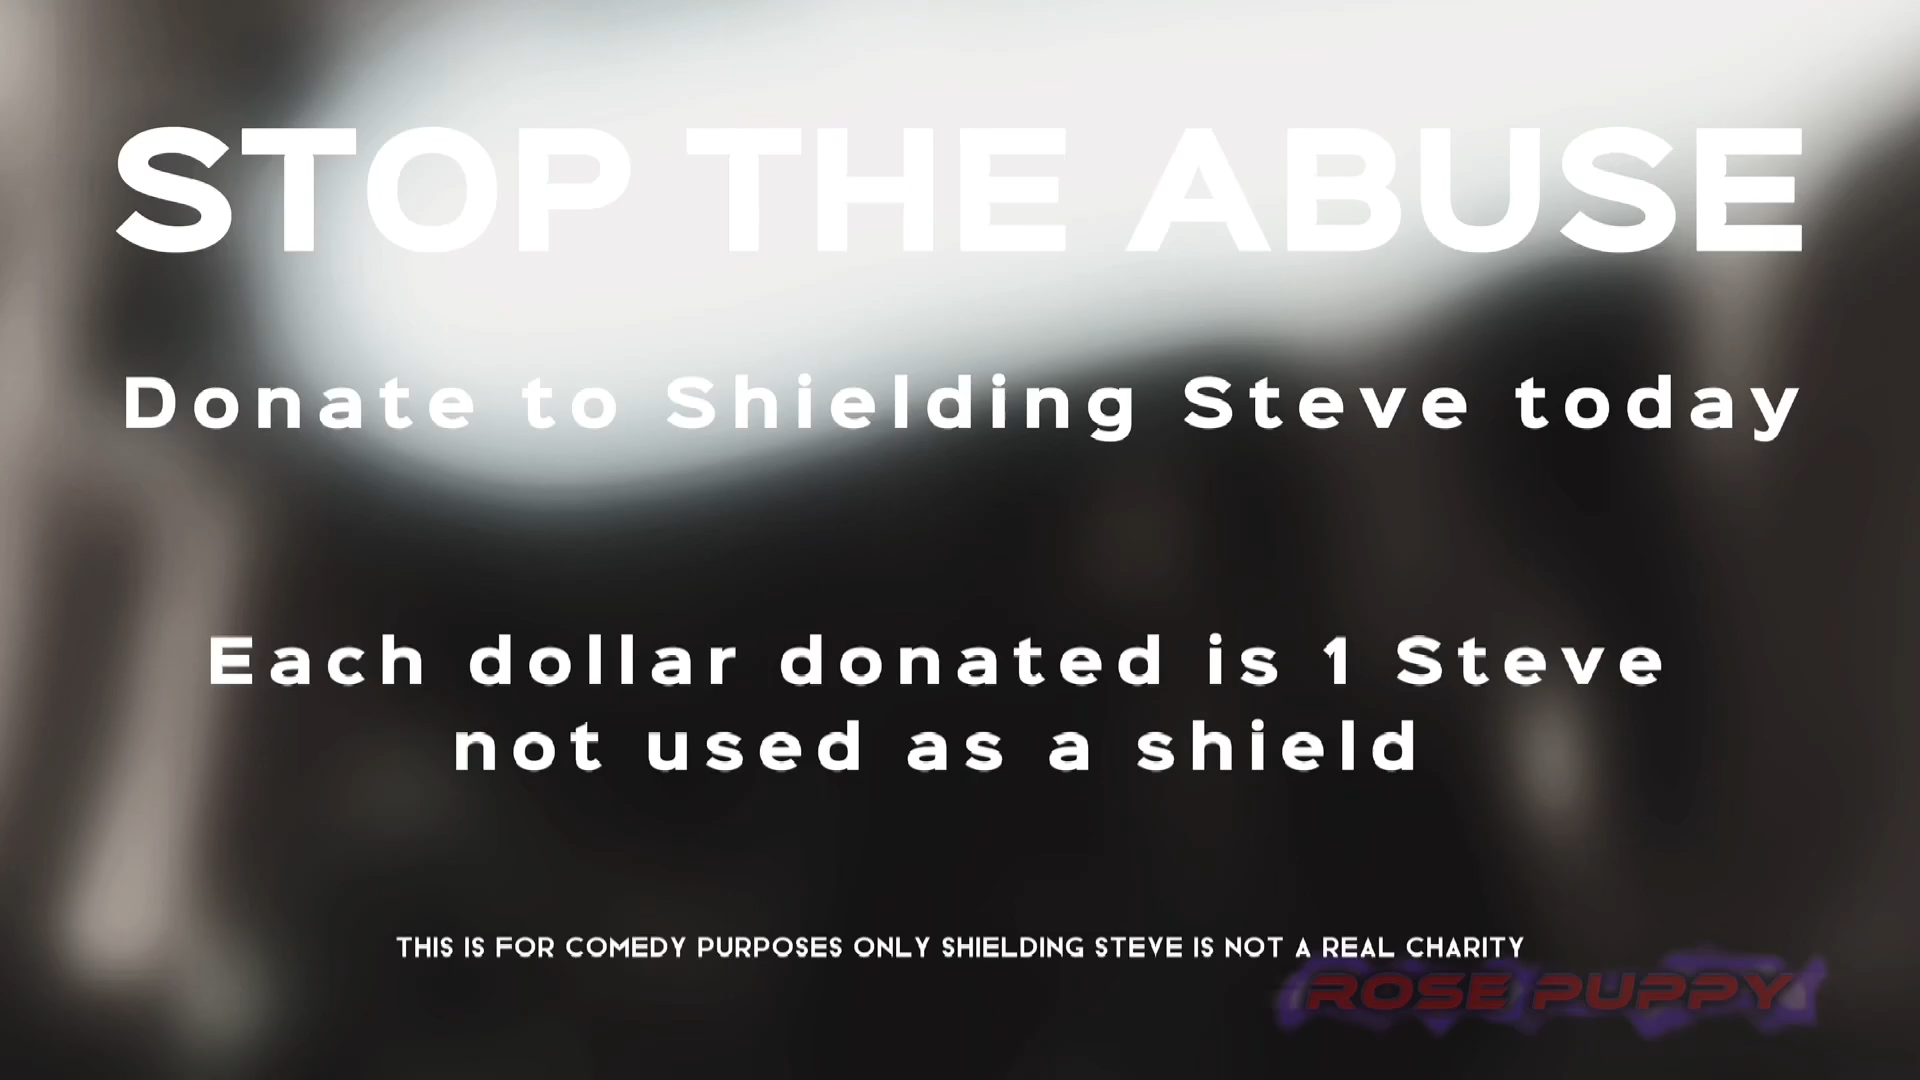 STOP THE ABUSE
Donate to Shielding Steve today
Each dollar donated is 1 Steve
not used as a shield
THIS IS FOR COMEDY PURPOSES ONLY SHIELDING STEVE IS NOT A REAL CHARITY
ROSE PUPPY